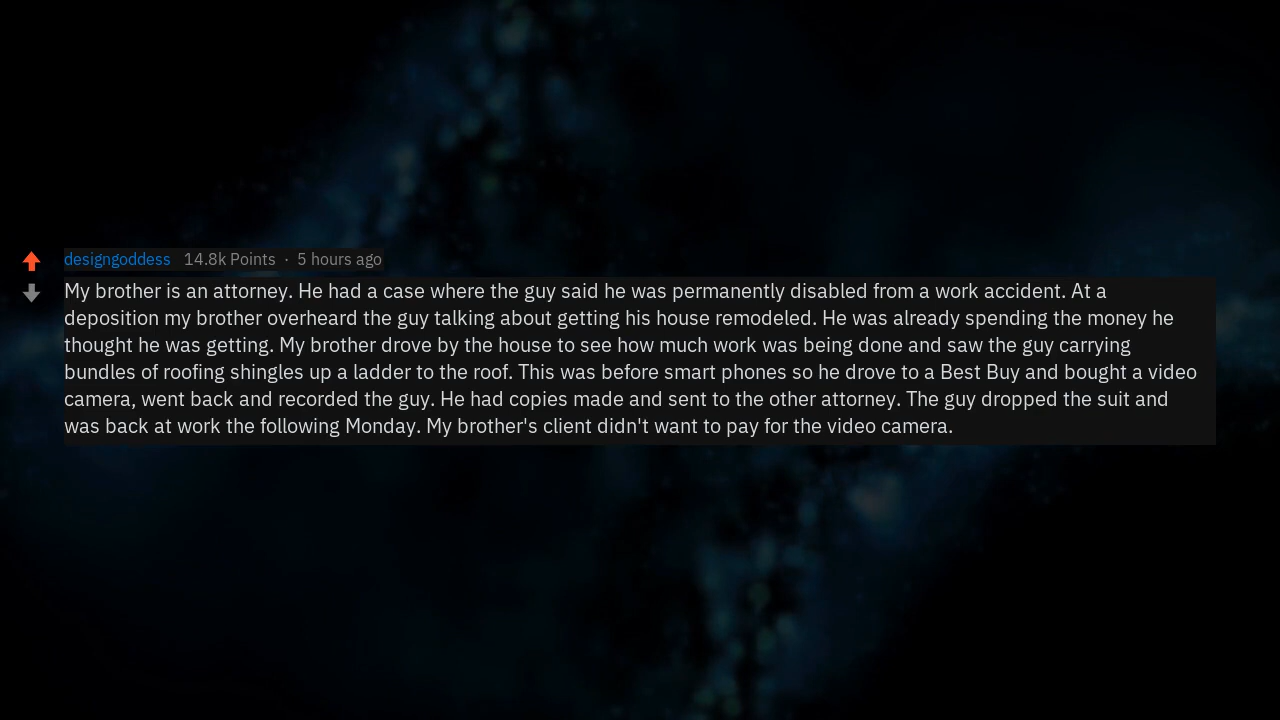 designgoddess 14.8k Points · 5 hours ago
My brother is an attorney. He had a case where the guy said he was permanently disabled from a work accident. At a
deposition my brother overheard the guy talking about getting his house remodeled. He was already spending the money he
thought he was getting. My brother drove by the house to see how much work was being done and saw the guy carrying
bundles of roofing shingles up a ladder to the roof. This was before smart phones so he drove to a Best Buy and bought a video
camera, went back and recorded the guy. He had copies made and sent to the other attorney. The guy dropped the suit and
was back at work the following Monday. My brother's client didn't want to pay for the video camera.